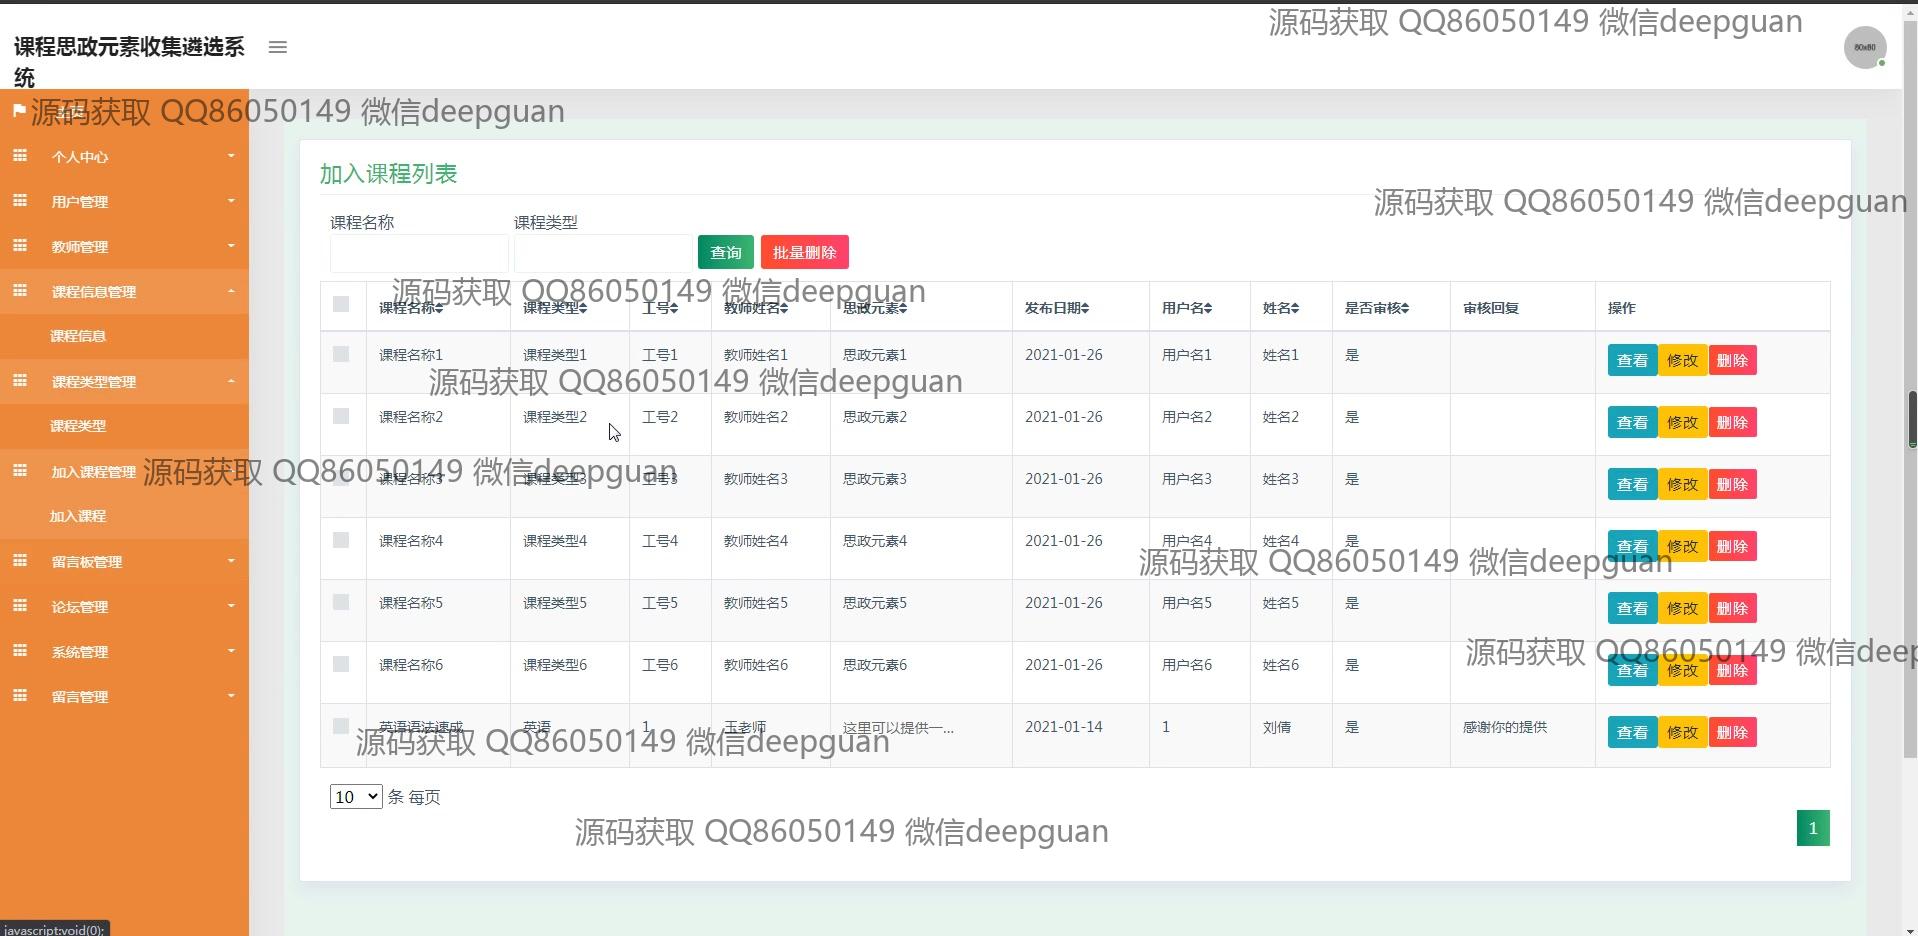 源码获取 QQ86050149 微信deepguan
课程思政元素收集遴选系
统
80x80
源码获取 QQ86050149 微信deepguan
个人中心
用户管理
教师管理
课程信息管理
课程信息
课程类型管理
课程类型
加入课程管理
加入课程
留言板管理
论坛管理
系统管理
留言管理
加入课程列表
源码获取 QQ86050149 微信deepguan
课程名称 课程类型
查询 批量删除
源码获取 QQ86050149 微信deepguan
课程名称 课程类型 工号 教师姓名 思政元素 发布日期 用户名 姓名 是否审核 审核回复 操作
课程名称1 课程类型1 工号1 教师姓名1 思政元素1 2021-01-26 用户名1 姓名1 是 查看 修改 删除
源码获取 QQ86050149 微信deepguan
课程名称2 课程类型2 工号2 教师姓名2 思政元素2 2021-01-26 用户名2 姓名2 是 查看 修改 删除
源码获取 QQ86050149 微信deepguan
课程名称3 课程类型3 工号3 教师姓名3 思政元素3 2021-01-26 用户名3 姓名3 是 查看 修改 删除
课程名称4 课程类型4 工号4 教师姓名4 思政元素4 2021-01-26 用户名4 姓名4 是 查看 修改 删除
源码获取 QQ86050149 微信deepguan
课程名称5 课程类型5 工号5 教师姓名5 思政元素5 2021-01-26 用户名5 姓名5 是 查看 修改 删除
源码获取 QQ86050149 微信deep
课程名称6 课程类型6 工号6 教师姓名6 思政元素6 2021-01-26 用户名6 姓名6 是 查看 修改 删除
英语语法速成 英语 1 王老师 这里可以提供一... 2021-01-14 1 刘倩 是 感谢你的提供 查看 修改 删除
源码获取 QQ86050149 微信deepguan
10 条 每页
源码获取 QQ86050149 微信deepguan
1
javascript:void(0);